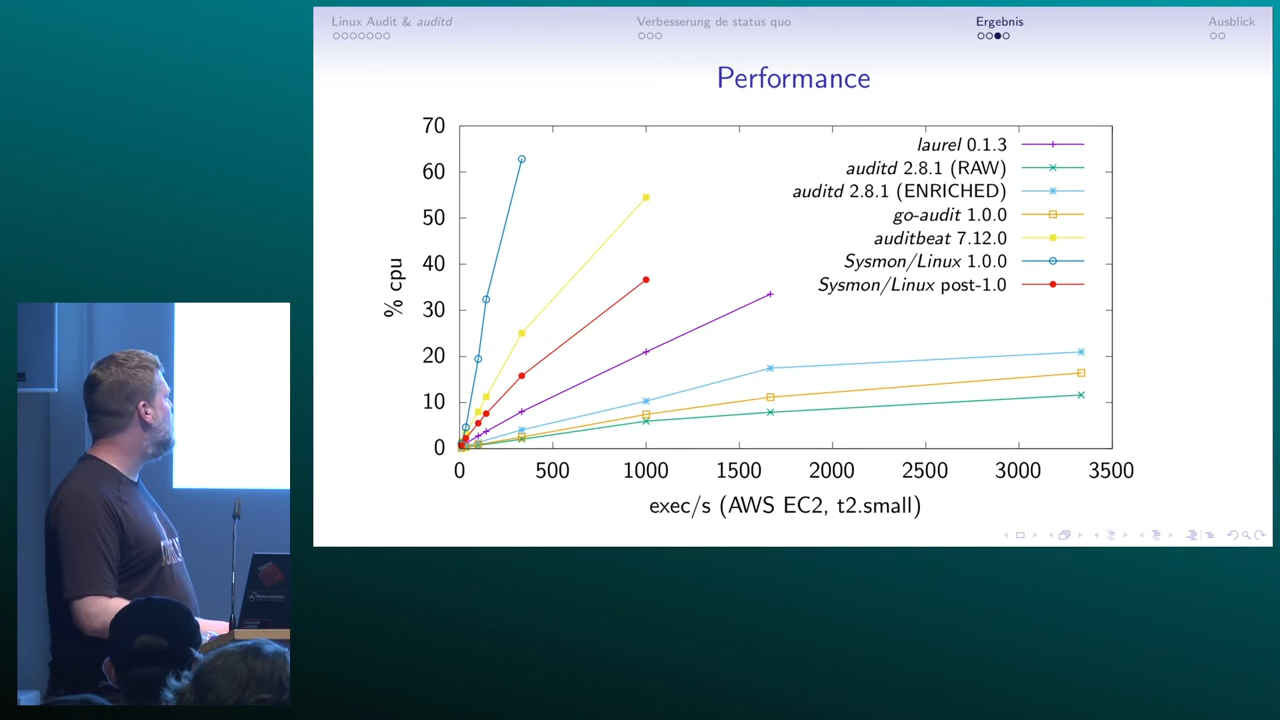 Linux Audit & auditd
Verbesserung de status quo
Ergebnis
Ausblick
Performance
70
60
50
40
30
20
10
0
% cpu
laurel 0.1.3
auditd 2.8.1 (RAW)
auditd 2.8.1 (ENRICHED)
go-audit 1.0.0
auditbeat 7.12.0
Sysmon/Linux 1.0.0
Sysmon/Linux post-1.0
0
500
1000
1500
2000
2500
3000
3500
exec/s (AWS EC2, t2.small)